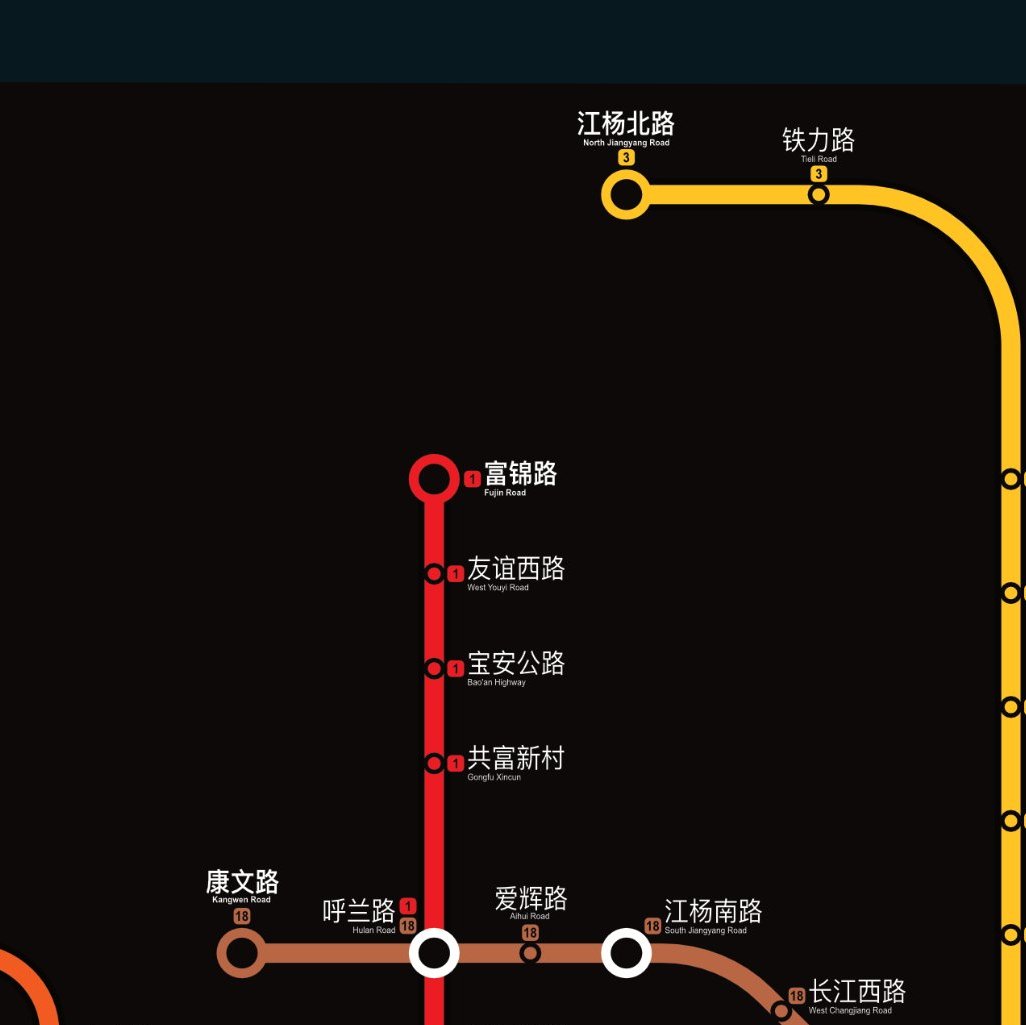 江杨北路
North Jiangyang Road
3
铁力路
Tieli Road
3
1
富锦路
Fujin Road
1
友谊西路
West Youyi Road
1
宝安公路
Bao'an Highway
1
共富新村
Gongfu Xincun
康文路
Kangwen Road
18
呼兰路
Hulan Road
1
18
爱辉路
Aihui Road
18
18
江杨南路
South Jiangyang Road
18
长江西路
West Changjiang Road